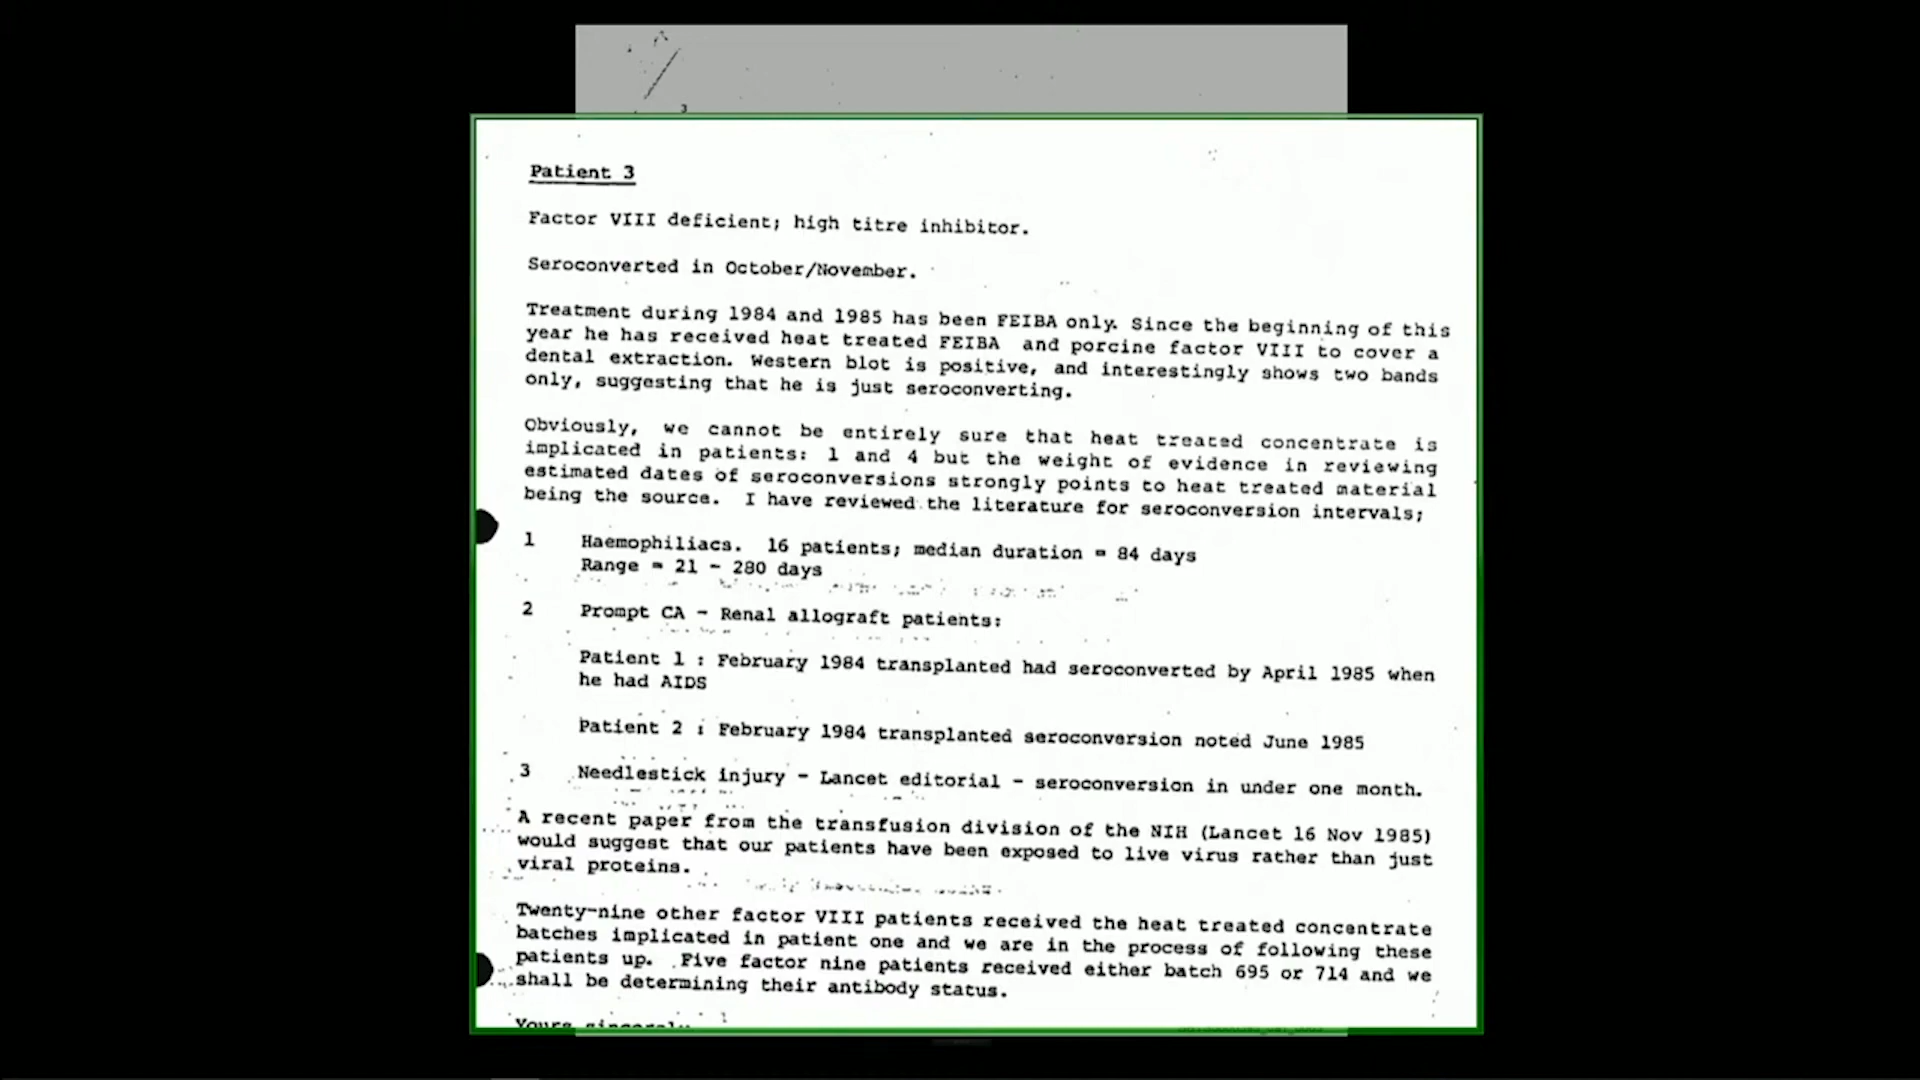 3
Patient 3
Factor VIII deficient; high titre inhibitor.
Seroconverted in October/November.
Treatment during 1984 and 1985 has been FEIBA only. Since the beginning of this
year he has received heat treated FEIBA and porcine factor VIII to cover a
dental extraction. Western blot is positive, and interestingly shows two bands
only, suggesting that he is just seroconverting.
Obviously, we cannot be entirely sure that heat treated concentrate is
implicated in patients: 1 and 4 but the weight of evidence in reviewing
estimated dates of seroconversions strongly points to heat treated material
being the source. I have reviewed the literature for seroconversion intervals;
1 Haemophiliacs. 16 patients; median duration = 84 days
Range = 21 - 280 days
2 Prompt CA - Renal allograft patients:
Patient 1 : February 1984 transplanted had seroconverted by April 1985 when
he had AIDS
Patient 2 : February 1984 transplanted seroconversion noted June 1985
3 Needlestick injury - Lancet editorial - seroconversion in under one month.
A recent paper from the transfusion division of the NIH (Lancet 16 Nov 1985)
would suggest that our patients have been exposed to live virus rather than just
viral proteins.
Twenty-nine other factor VIII patients received the heat treated concentrate
batches implicated in patient one and we are in the process of following these
patients up. Five factor nine patients received either batch 695 or 714 and we
shall be determining their antibody status.
Yours sincerely